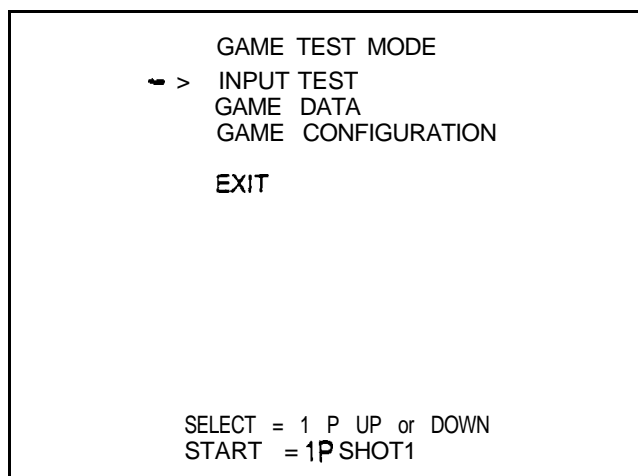 GAME TEST MODE
- > INPUT TEST
GAME DATA
GAME CONFIGURATION
EXIT
SELECT = 1 P UP or DOWN
START = 1P SHOT1